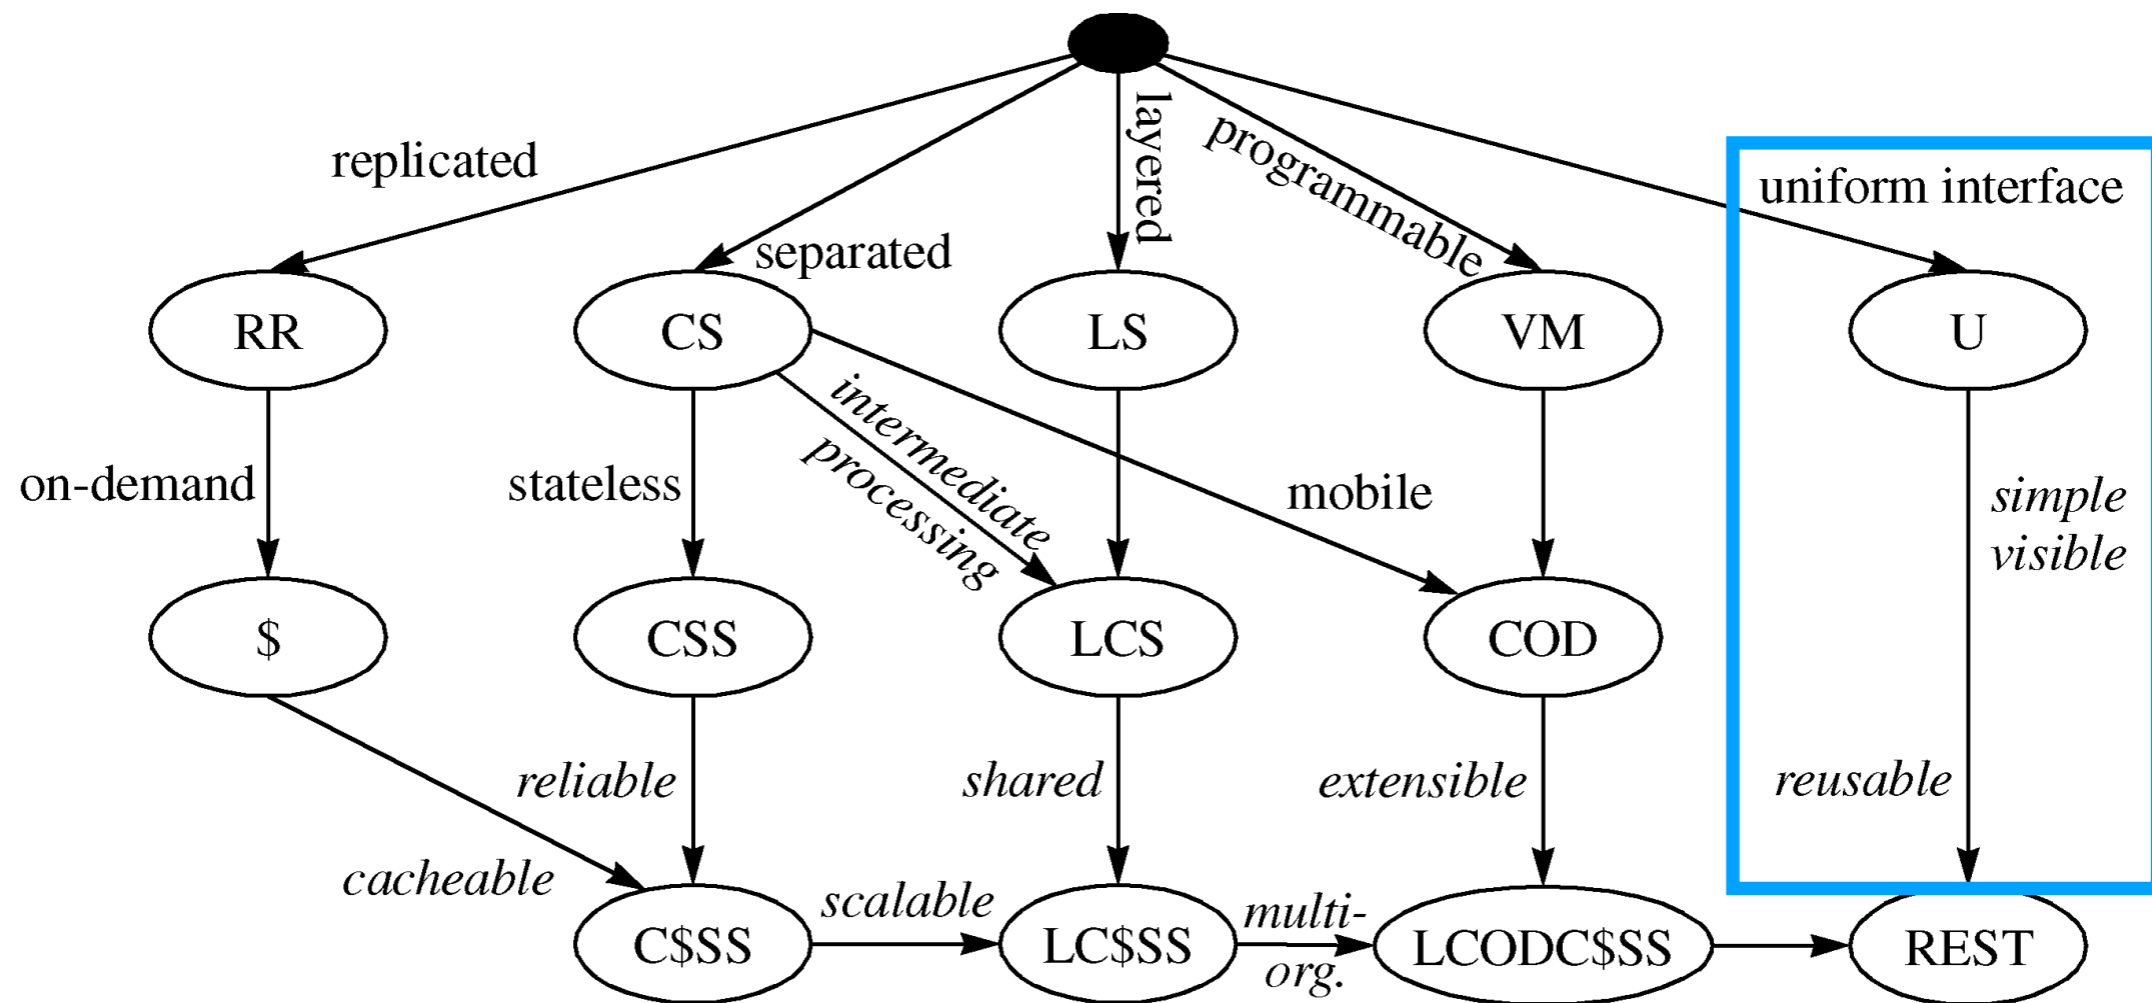 layered
programmable
replicated
uniform interface
separated
RR
CS
LS
VM
U
intermediate
processing
on-demand
stateless
mobile
simple
visible
$
CSS
LCS
COD
reliable
shared
extensible
reusable
cacheable
scalable
multi-
org.
C$SS
LC$SS
LCODC$SS
REST